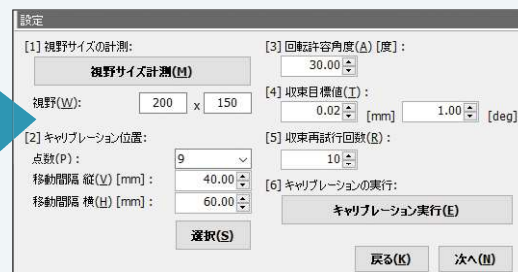 設定
[1] 視野サイズの計測:
視野サイズ計測(M)
視野(W): 200 x 150
[2] キャリブレーション位置:
点数(P): 9
移動間隔 縦(V) [mm]: 40.00
移動間隔 横(H) [mm]: 60.00
選択(S)
[3] 回転許容角度(A) [度]:
30.00
[4] 収束目標値(T):
0.02 [mm] 1.00 [deg]
[5] 収束再試行回数(R):
10
[6] キャリブレーションの実行:
キャリブレーション実行(E)
戻る(K) 次へ(N)